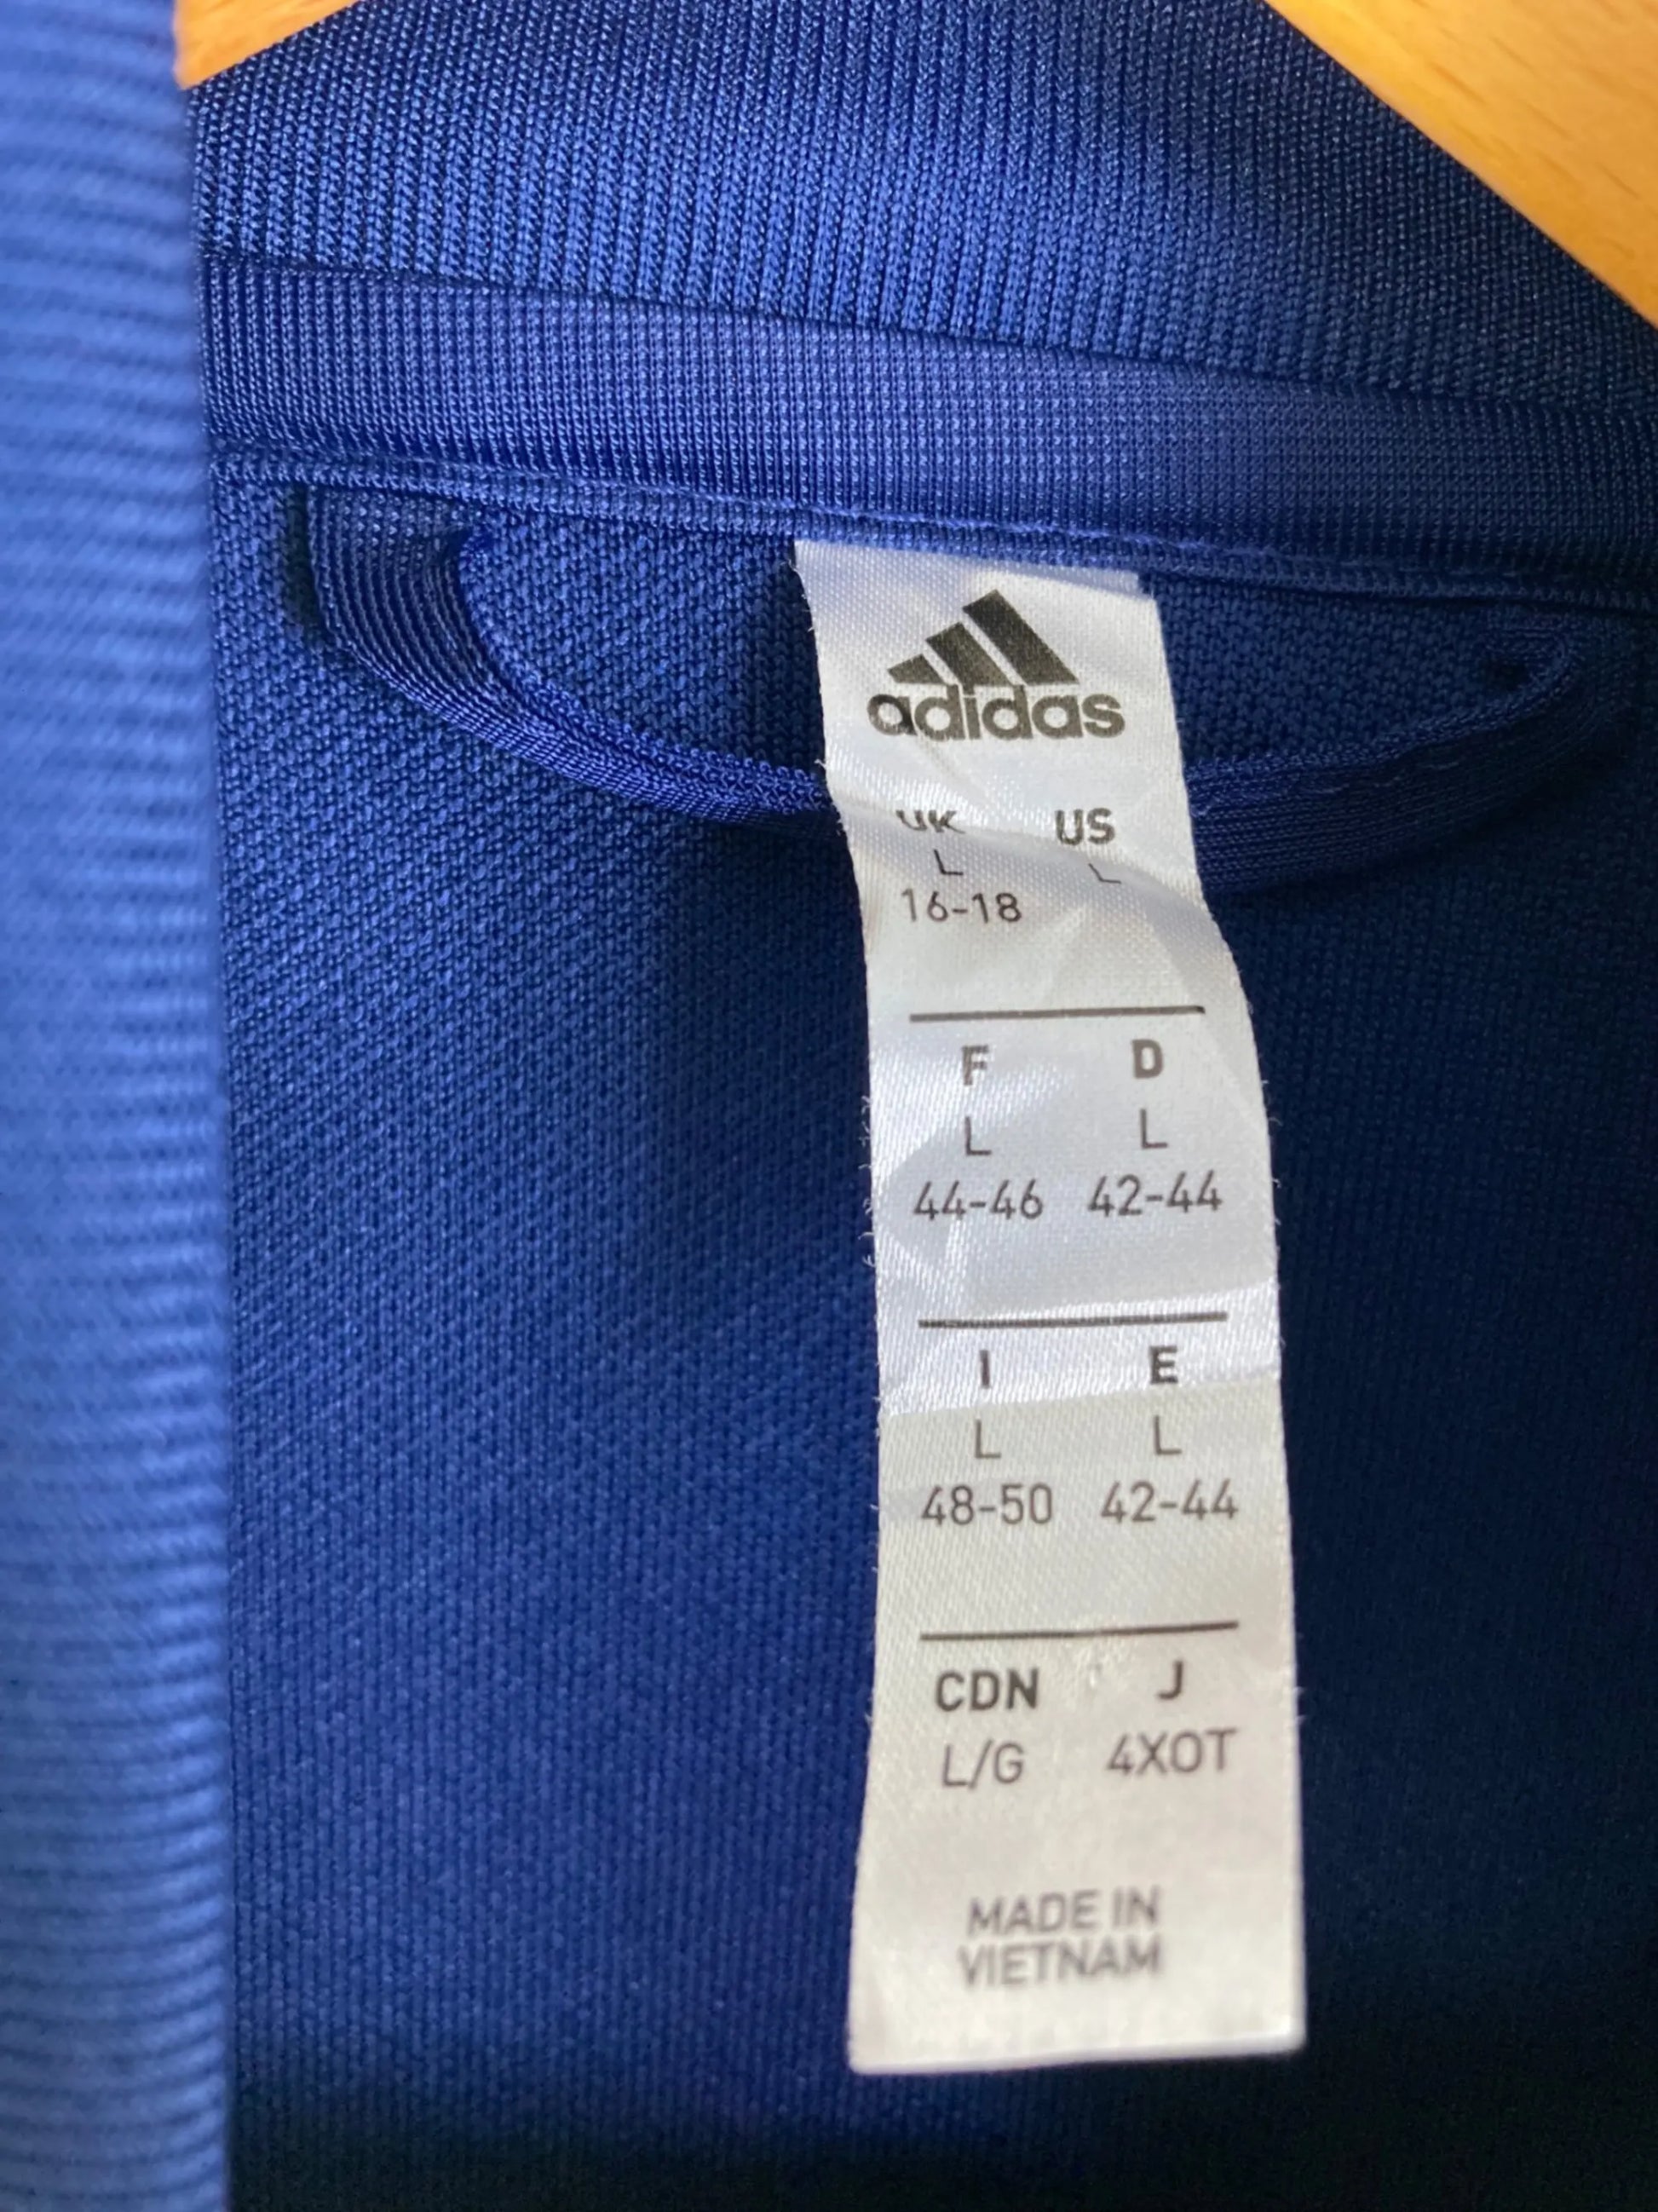 adidas
UK US
L L
16-18
F D
L L
44-46 42-44
I E
L L
48-50 42-44
CDN J
L/G 4XOT
MADE IN
VIETNAM